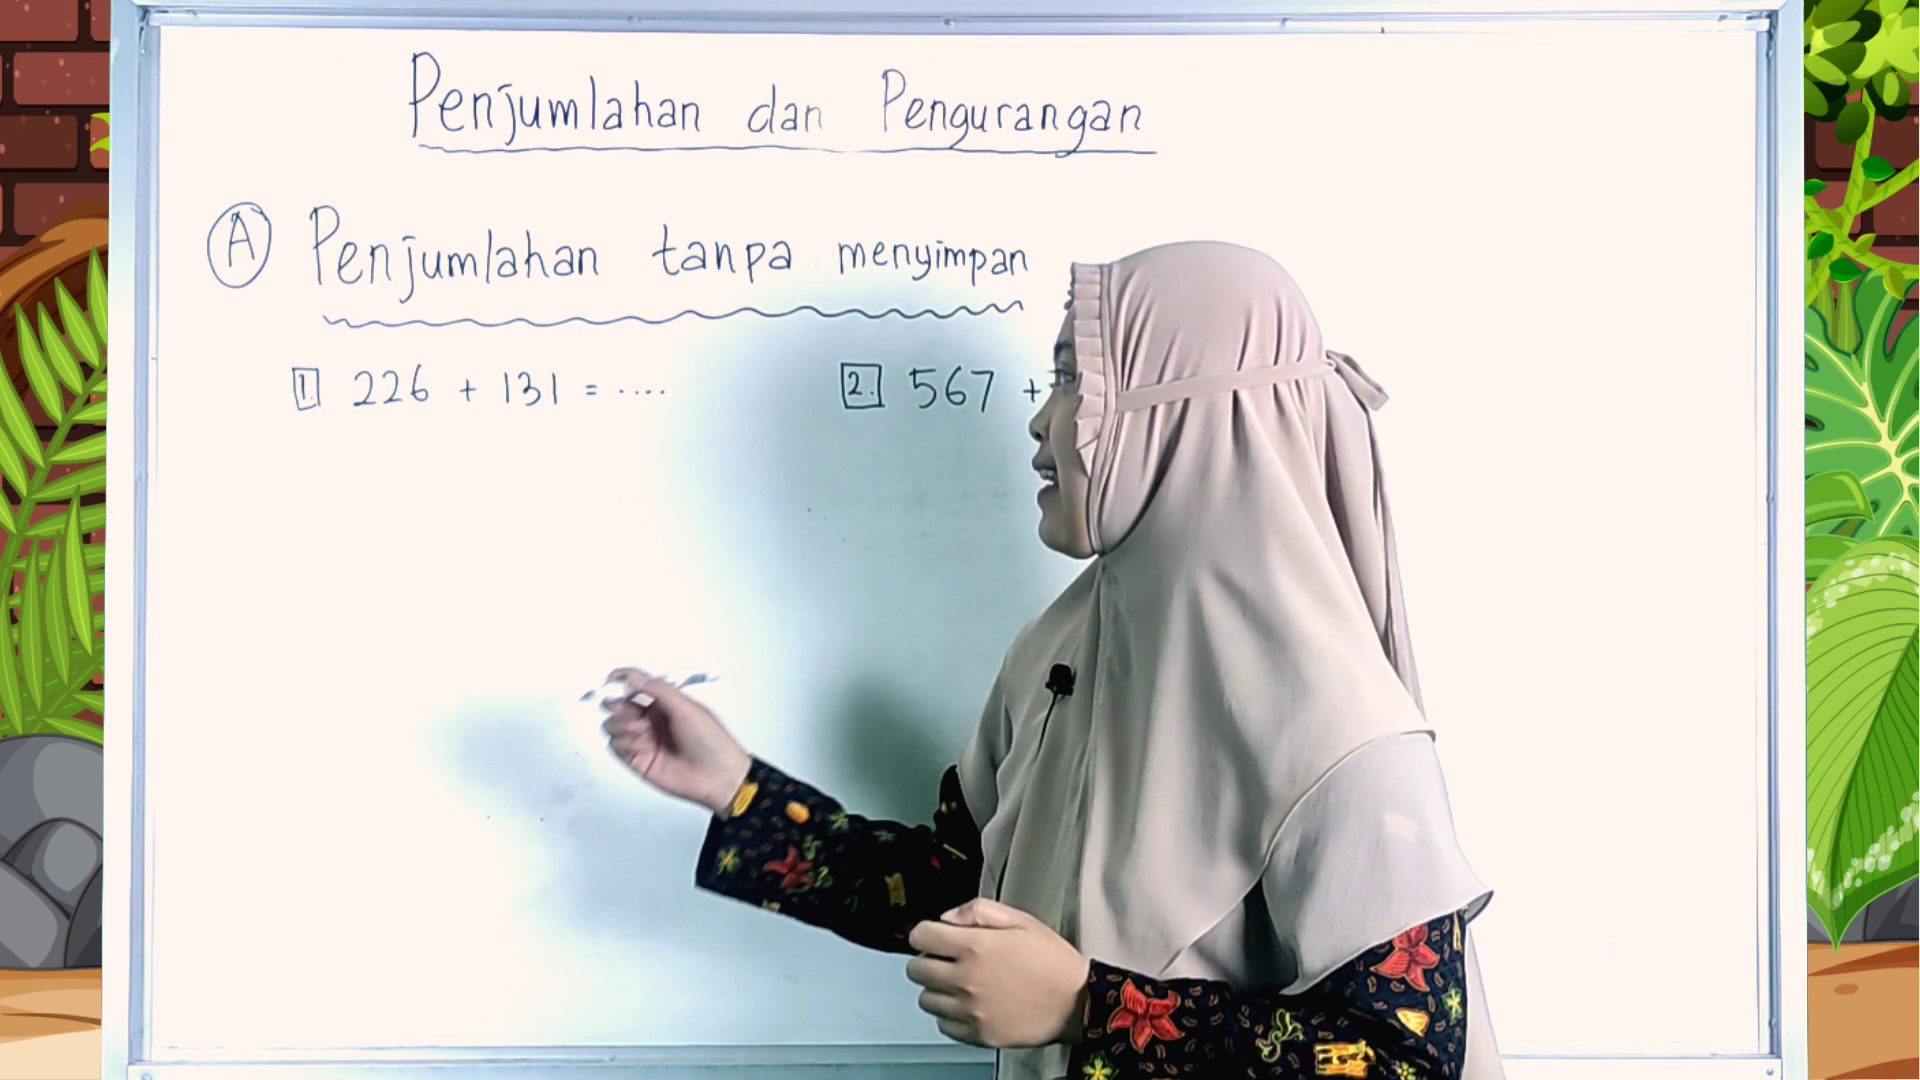 Penjumlahan dan Pengurangan
A Penjumlahan tanpa menyimpan
1. 226 + 131 = ....
2. 567 +